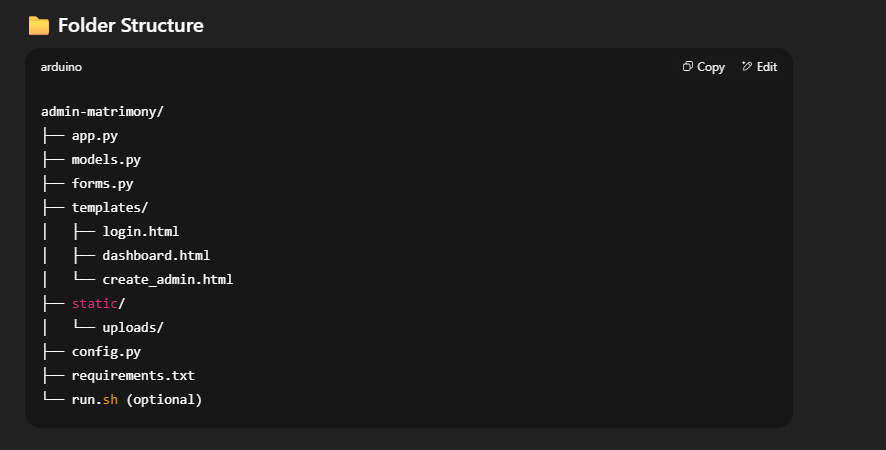 📁 Folder Structure
arduino Copy Edit
admin-matrimony/
├── app.py
├── models.py
├── forms.py
├── templates/
│   ├── login.html
│   ├── dashboard.html
│   └── create_admin.html
├── static/
│   └── uploads/
├── config.py
├── requirements.txt
└── run.sh (optional)